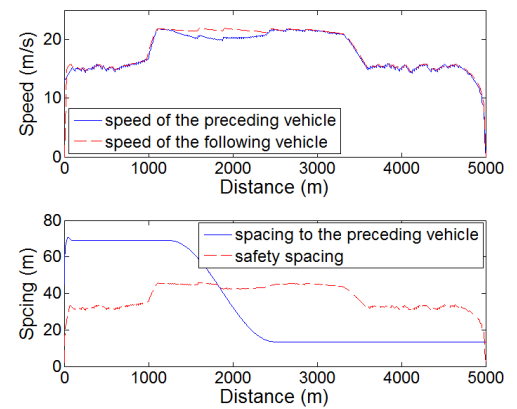 20
10
0
Speed (m/s)
speed of the preceding vehicle
speed of the following vehicle
0 1000 2000 3000 4000 5000
Distance (m)
80
60
40
20
0
Spcing (m)
spacing to the preceding vehicle
safety spacing
0 1000 2000 3000 4000 5000
Distance (m)